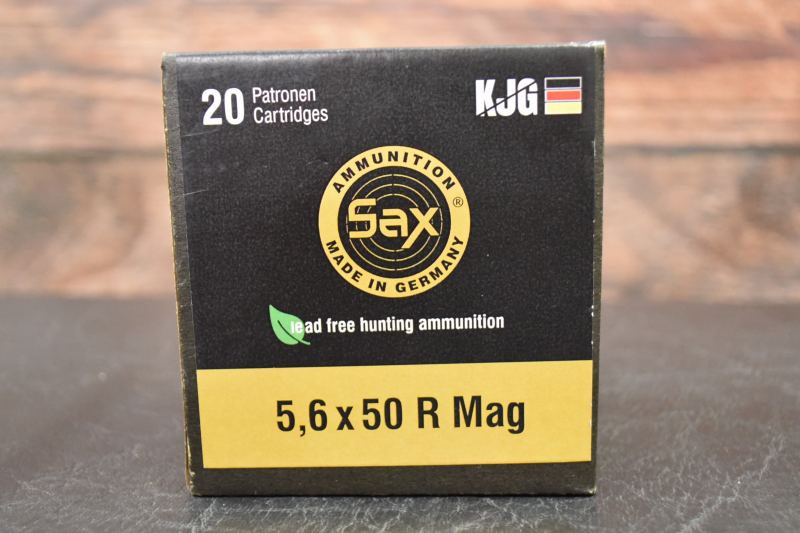 20 Patronen
Cartridges
KJG
AMMUNITION
Sax ®
MADE IN GERMANY
lead free hunting ammunition
5,6 x 50 R Mag